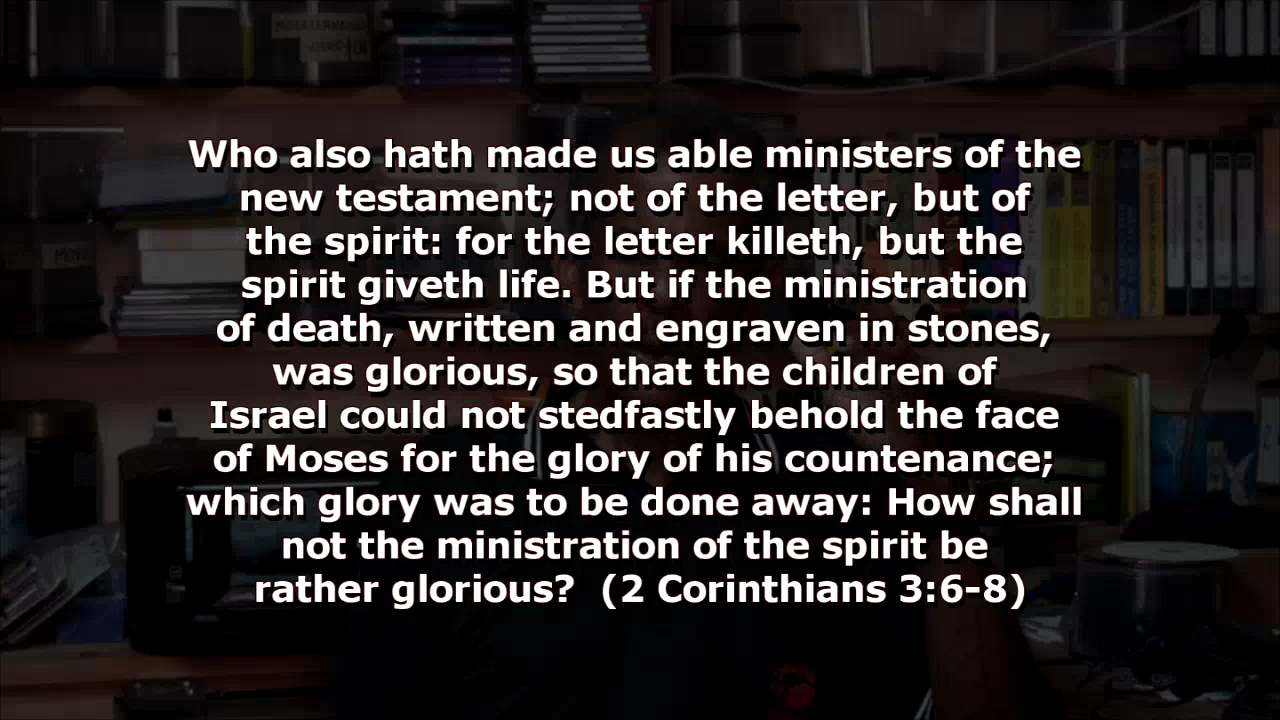 Who also hath made us able ministers of the
new testament; not of the letter, but of
the spirit: for the letter killeth, but the
spirit giveth life. But if the ministration
of death, written and engraven in stones,
was glorious, so that the children of
Israel could not stedfastly behold the face
of Moses for the glory of his countenance;
which glory was to be done away: How shall
not the ministration of the spirit be
rather glorious?  (2 Corinthians 3:6-8)